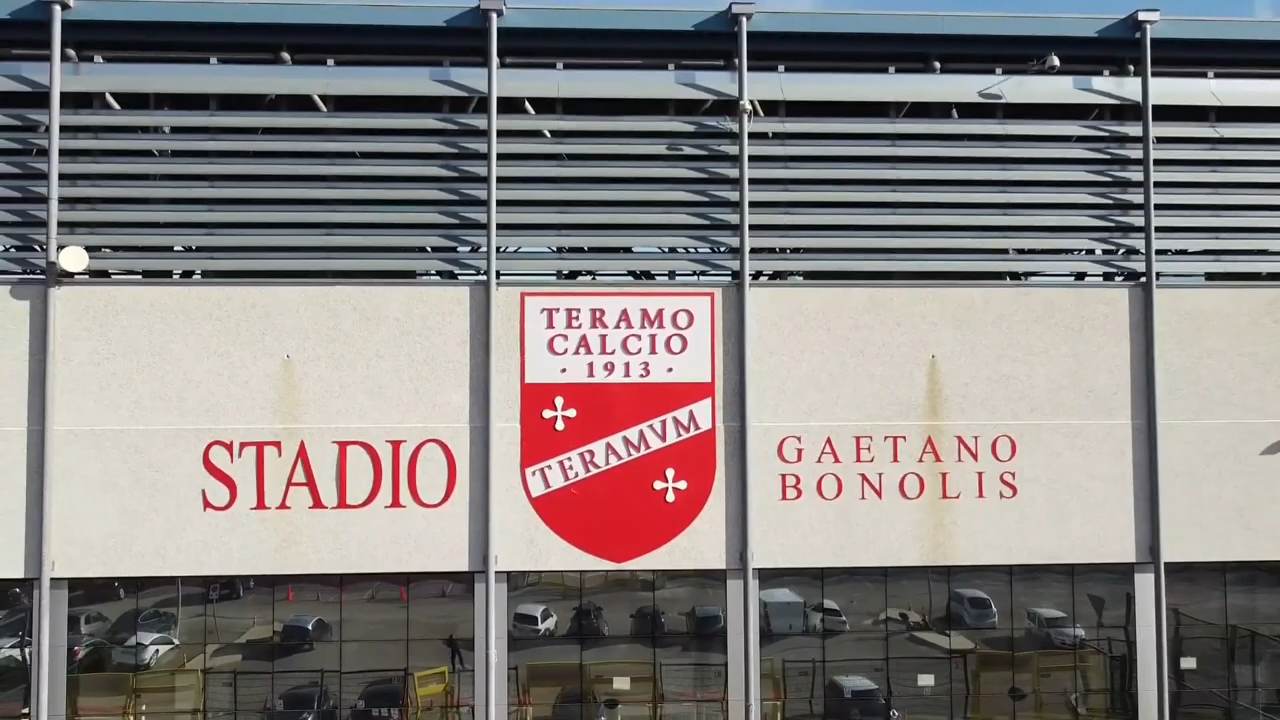 STADIO
TERAMO
CALCIO
· 1913 ·
TERAMVM
GAETANO
BONOLIS